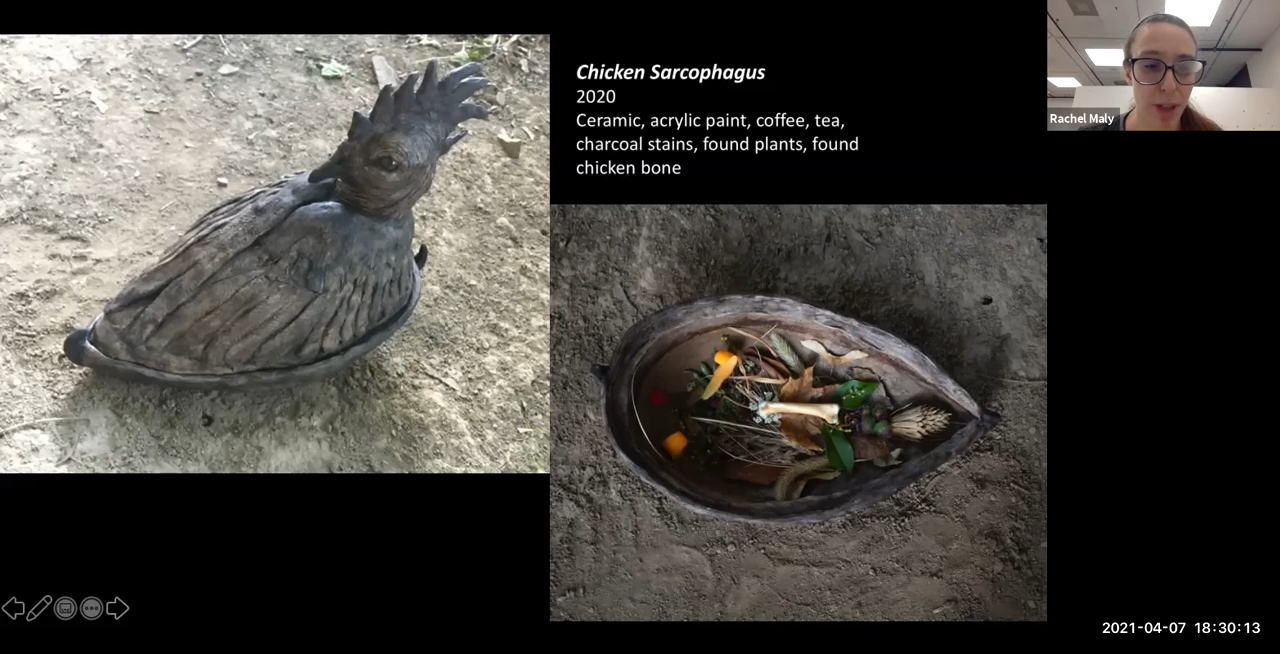 Chicken Sarcophagus
2020
Ceramic, acrylic paint, coffee, tea,
charcoal stains, found plants, found
chicken bone
Rachel Maly
2021-04-07 18:30:13